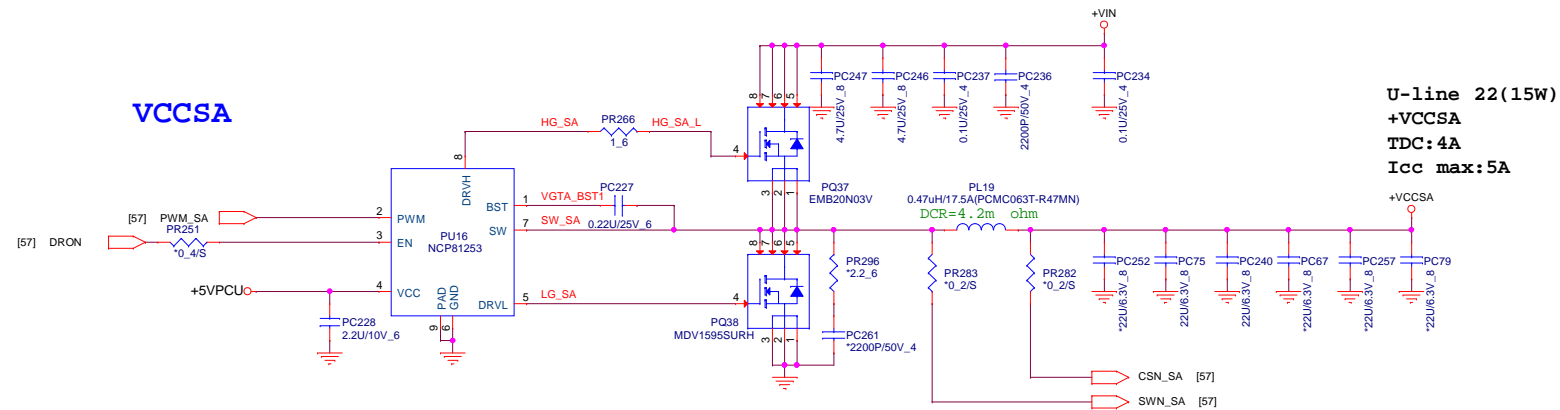 +VIN
VCCSA
8
7
6
5
PC247
4.7U/25V_8
PC246
4.7U/25V_8
PC237
0.1U/25V_4
PC236
2200P/50V_4
PC234
0.1U/25V_4
U-line 22(15W)
+VCCSA
TDC:4A
Icc max:5A
HG_SA
PR266
1_6
HG_SA_L
4
3
2
1
PQ37
EMB20N03V
8
DRVH
[57] PWM_SA
2
PWM
BST
1
VGTA_BST1
PC227
0.22U/25V_6
PU16
NCP81253
SW
7
SW_SA
[57] DRON
PR251
*0_4/S
3
EN
+5VPCU
4
VCC
DRVL
5
LG_SA
PAD
GND
9
6
PC228
2.2U/10V_6
8
7
6
5
4
3
2
1
PQ38
MDV1595SURH
PR296
*2.2_6
PC261
*2200P/50V_4
PL19
0.47uH/17.5A(PCMC063T-R47MN)
DCR=4.2m ohm
PR283
*0_2/S
PR282
*0_2/S
+VCCSA
PC252
*22U/6.3V_8
PC75
22U/6.3V_8
PC240
*22U/6.3V_8
PC67
*22U/6.3V_8
PC257
*22U/6.3V_8
PC79
22U/6.3V_8
CSN_SA [57]
SWN_SA [57]